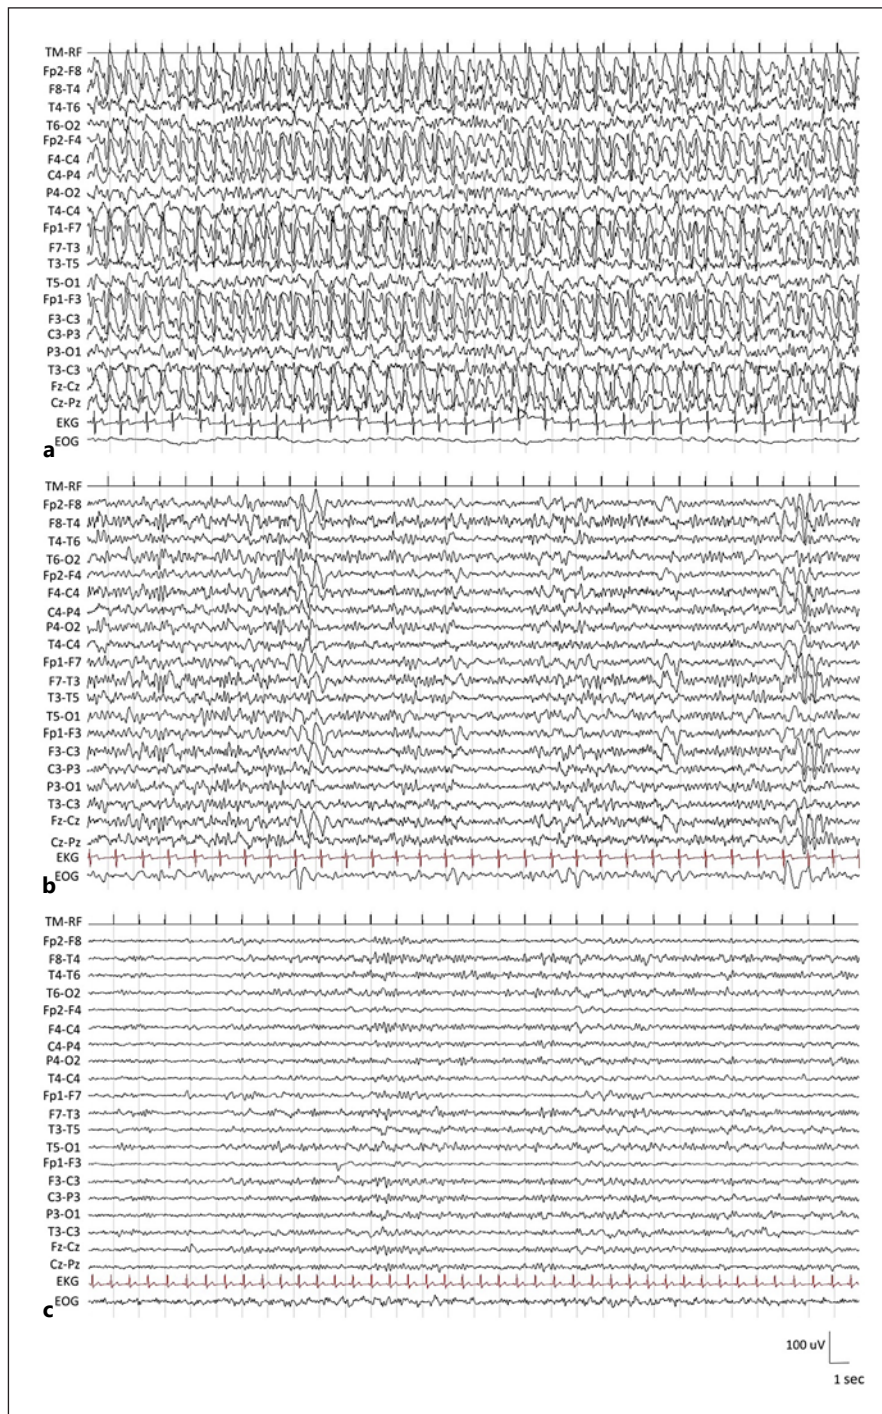 TM-RF
Fp2-F8
F8-T4
T4-T6
T6-O2
Fp2-F4
F4-C4
C4-P4
P4-O2
T4-C4
Fp1-F7
F7-T3
T3-T5
T5-O1
Fp1-F3
F3-C3
C3-P3
P3-O1
T3-C3
Fz-Cz
Cz-Pz
EKG
EOG
a
TM-RF
Fp2-F8
F8-T4
T4-T6
T6-O2
Fp2-F4
F4-C4
C4-P4
P4-O2
T4-C4
Fp1-F7
F7-T3
T3-T5
T5-O1
Fp1-F3
F3-C3
C3-P3
P3-O1
T3-C3
Fz-Cz
Cz-Pz
EKG
EOG
b
TM-RF
Fp2-F8
F8-T4
T4-T6
T6-O2
Fp2-F4
F4-C4
C4-P4
P4-O2
T4-C4
Fp1-F7
F7-T3
T3-T5
T5-O1
Fp1-F3
F3-C3
C3-P3
P3-O1
T3-C3
Fz-Cz
Cz-Pz
EKG
EOG
c
100 uV
1 sec